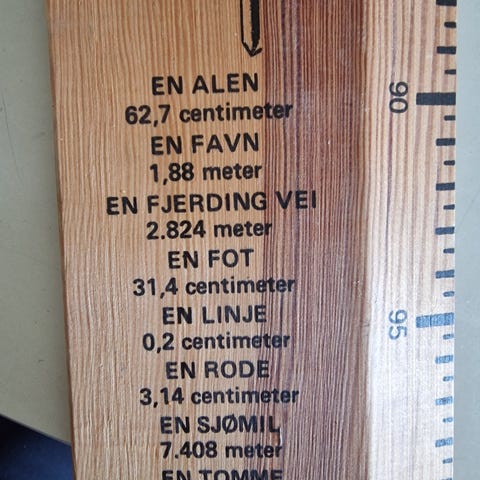 EN ALEN
62,7 centimeter
EN FAVN
1,88 meter
EN FJERDING VEI
2.824 meter
EN FOT
31,4 centimeter
EN LINJE
0,2 centimeter
EN RODE
3,14 centimeter
EN SJØMIL
7.408 meter
EN TOMME
90
95